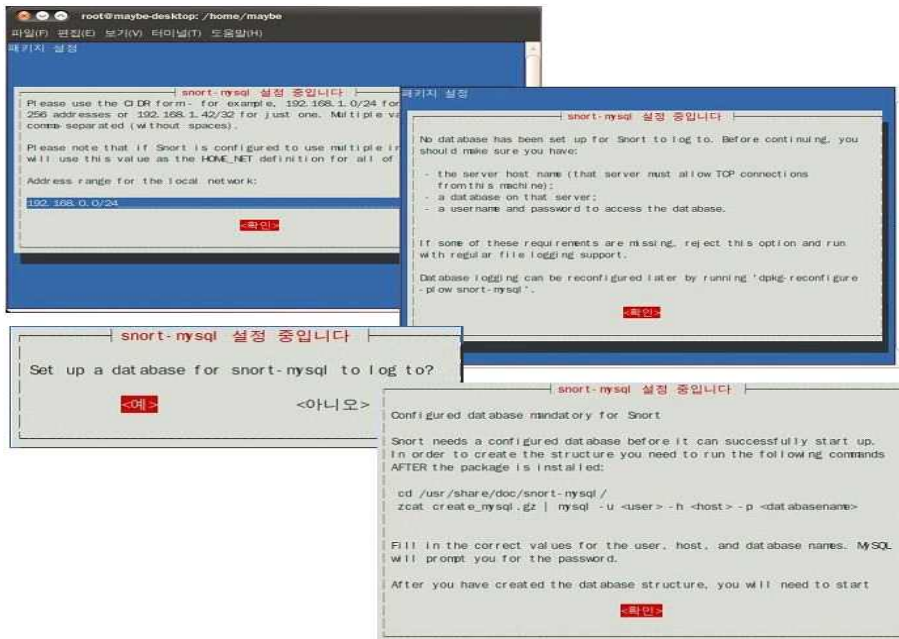 root@maybe-desktop: /home/maybe
파일(F) 편집(E) 보기(V) 터미널(T) 도움말(H)
패키지 설정
snort-mysql 설정 중입니다
Please use the CIDR form - for example, 192.168.1.0/24 for
256 addresses or 192.168.1.42/32 for just one. Multiple va
comma-separated (without spaces).
Please note that if Snort is configured to use multiple in
will use this value as the HOME_NET definition for all of
Address range for the local network:
192.168.0.0/24
<확인>
패키지 설정
snort-mysql 설정 중입니다
No database has been set up for Snort to log to. Before continuing, you
should make sure you have:
- the server host name (that server must allow TCP connections
from this machine);
- a database on that server;
- a username and password to access the database.
If some of these requirements are missing, reject this option and run
with regular file logging support.
Database logging can be reconfigured later by running 'dpkg-reconfigure
-plow snort-mysql'.
<확인>
snort-mysql 설정 중입니다
Set up a database for snort-mysql to log to?
<예> <아니오>
snort-mysql 설정 중입니다
Configured database mandatory for Snort
Snort needs a configured database before it can successfully start up.
In order to create the structure you need to run the following commands
AFTER the package is installed:
cd /usr/share/doc/snort-mysql/
zcat create_mysql.gz | mysql -u <user> -h <host> -p <databasename>
Fill in the correct values for the user, host, and database names. MySQL
will prompt you for the password.
After you have created the database structure, you will need to start
<확인>